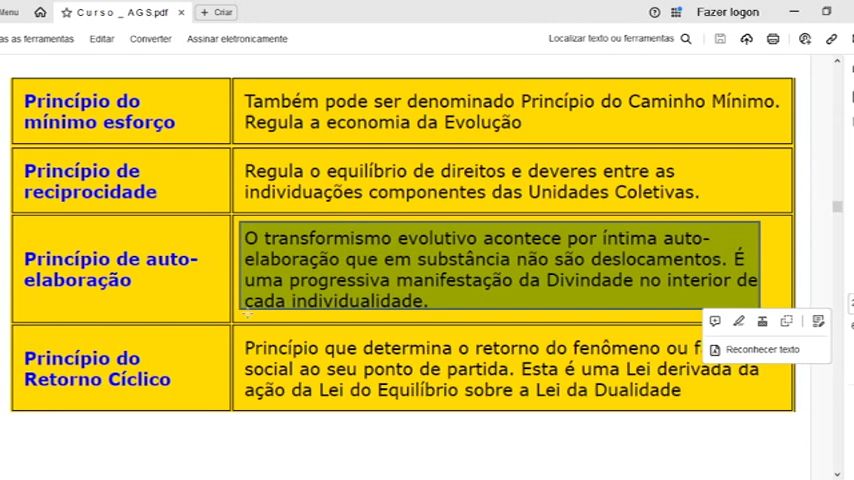 Menu
Curso_AGS.pdf
Criar
Fazer logon
as as ferramentas
Editar
Converter
Assinar eletronicamente
Localizar texto ou ferramentas
Princípio do
mínimo esforço
Também pode ser denominado Princípio do Caminho Mínimo.
Regula a economia da Evolução
Princípio de
reciprocidade
Regula o equilíbrio de direitos e deveres entre as
individuações componentes das Unidades Coletivas.
Princípio de auto-
elaboração
O transformismo evolutivo acontece por íntima auto-
elaboração que em substância não são deslocamentos. É
uma progressiva manifestação da Divindade no interior de
cada individualidade.
Princípio do
Retorno Cíclico
Princípio que determina o retorno do fenômeno ou
social ao seu ponto de partida. Esta é uma Lei derivada da
ação da Lei do Equilíbrio sobre a Lei da Dualidade
Reconhecer texto